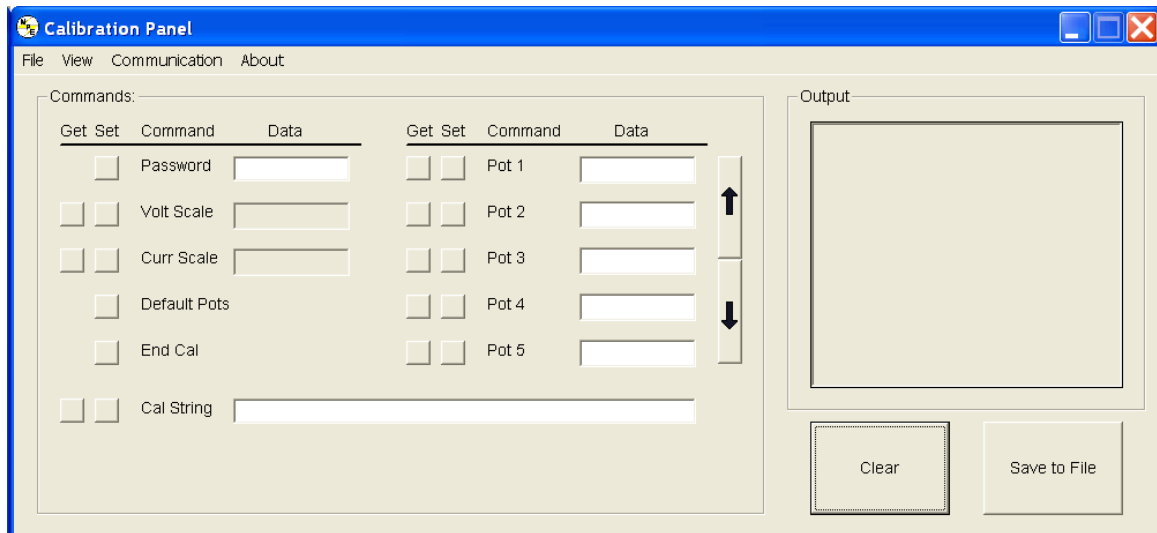 Calibration Panel
File View Communication About
Commands:
Get Set Command Data
Password
Volt Scale
Curr Scale
Default Pots
End Cal
Cal String
Get Set Command Data
Pot 1
Pot 2
Pot 3
Pot 4
Pot 5
Output
Clear
Save to File